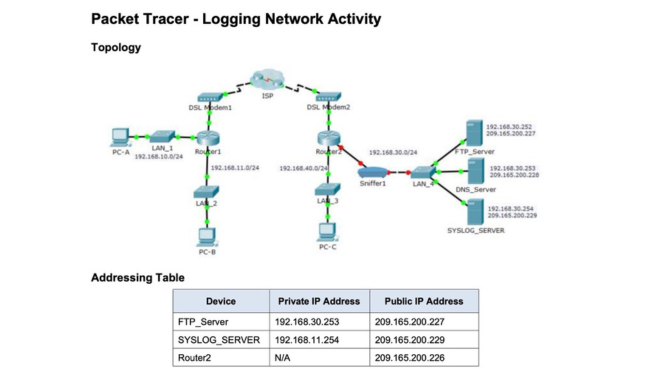 Packet Tracer - Logging Network Activity
Topology
ISP
DSL Modem1
DSL Modem2
192.168.30.252
209.165.200.227
FTP_Server
PC-A
LAN_1
192.168.10.0/24
Router1
Router2
192.168.30.0/24
192.168.11.0/24
192.168.40.0/24
Sniffer1
LAN_4
192.168.30.253
209.165.200.228
DNS_Server
LAN_2
LAN_3
192.168.30.254
209.165.200.229
SYSLOG_SERVER
PC-B
PC-C
Addressing Table
Device Private IP Address Public IP Address
FTP_Server 192.168.30.253 209.165.200.227
SYSLOG_SERVER 192.168.11.254 209.165.200.229
Router2 N/A 209.165.200.226